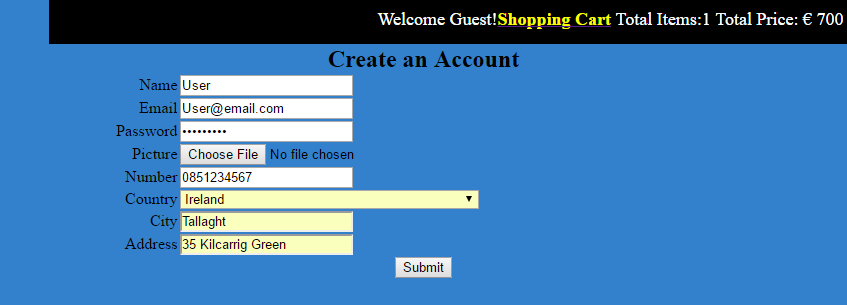 Welcome Guest!Shopping Cart Total Items:1 Total Price: € 700
Create an Account
Name User
Email User@email.com
Password •••••••••
Picture Choose File No file chosen
Number 0851234567
Country Ireland
City Tallaght
Address 35 Kilcarrig Green
Submit